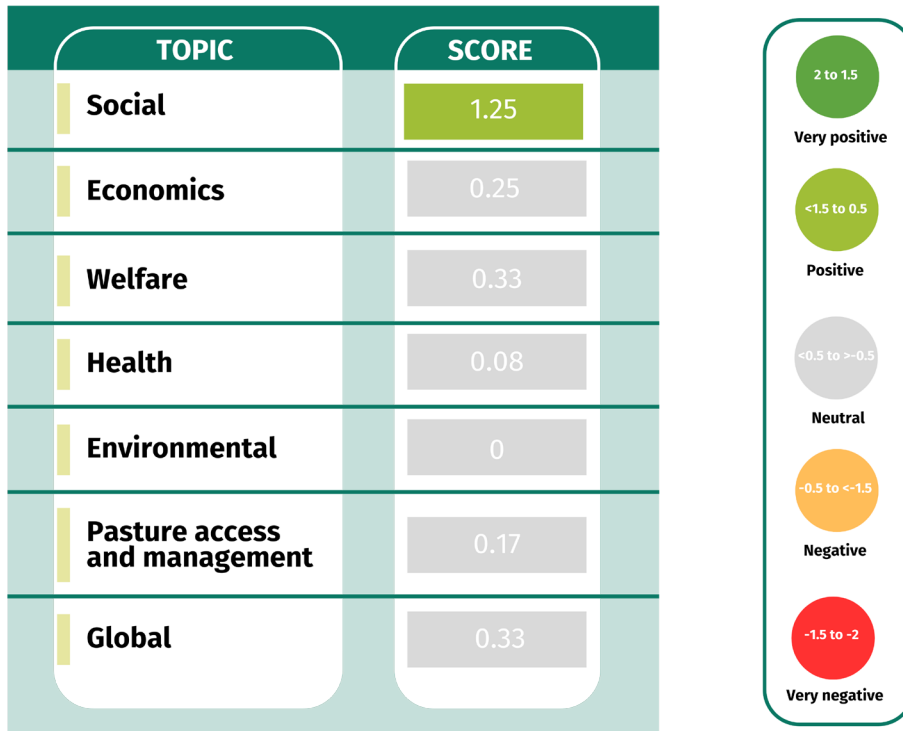 TOPIC SCORE
Social 1.25
Economics 0.25
Welfare 0.33
Health 0.08
Environmental 0
Pasture access
and management 0.17
Global 0.33
2 to 1.5
Very positive
<1.5 to 0.5
Positive
<0.5 to >-0.5
Neutral
-0.5 to <-1.5
Negative
-1.5 to -2
Very negative